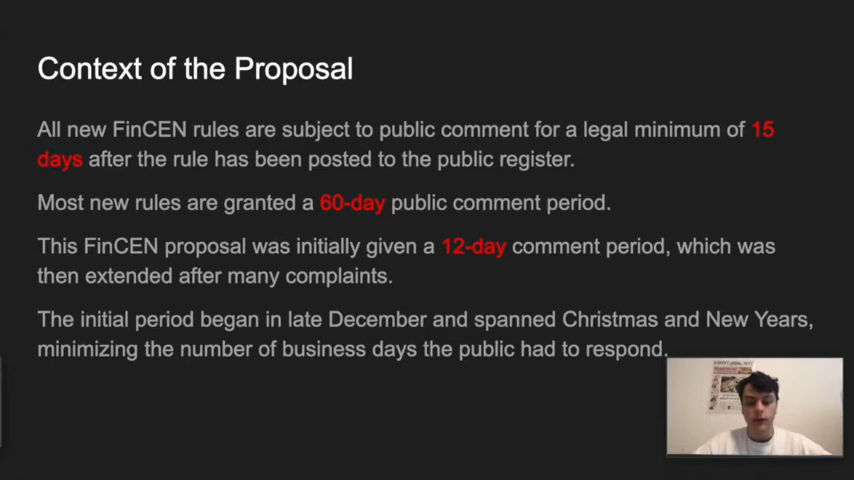 Context of the Proposal
All new FinCEN rules are subject to public comment for a legal minimum of 15
days after the rule has been posted to the public register.
Most new rules are granted a 60-day public comment period.
This FinCEN proposal was initially given a 12-day comment period, which was
then extended after many complaints.
The initial period began in late December and spanned Christmas and New Years,
minimizing the number of business days the public had to respond.